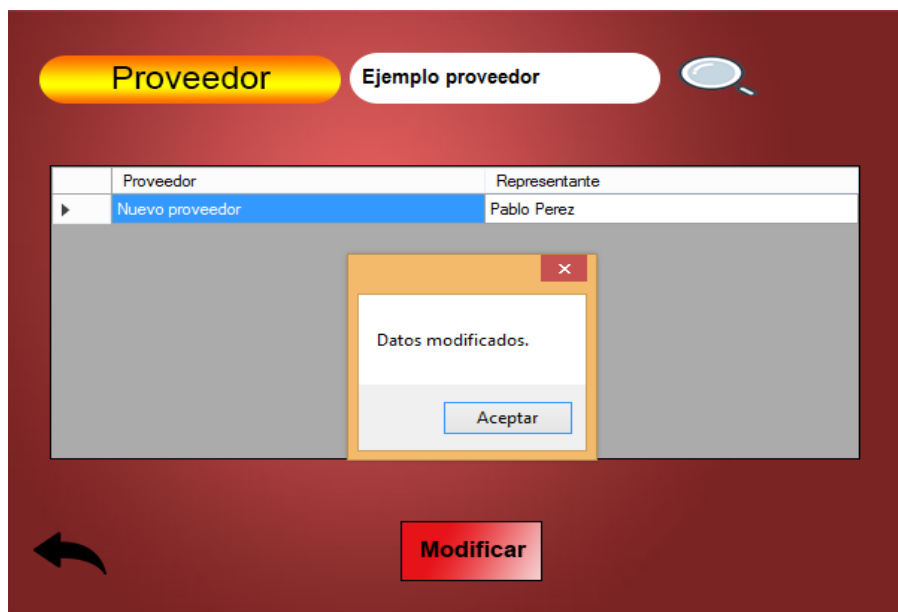 Proveedor Ejemplo proveedor
Proveedor Representante
Nuevo proveedor Pablo Perez
Datos modificados.
Aceptar
Modificar